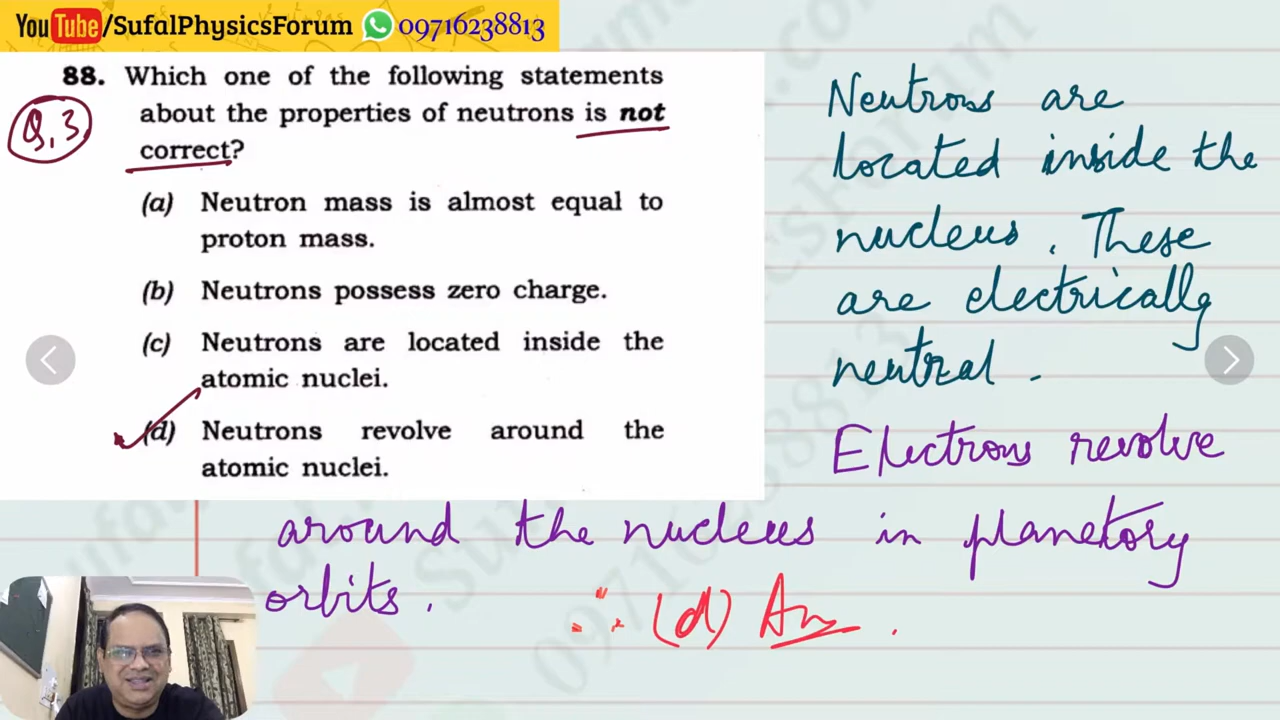 YouTube/SufalPhysicsForum 09716238813
88. Which one of the following statements
about the properties of neutrons is not
correct?
Q,3
(a) Neutron mass is almost equal to
proton mass.
(b) Neutrons possess zero charge.
(c) Neutrons are located inside the
atomic nuclei.
(d) Neutrons revolve around the
atomic nuclei.
Neutrons are
located inside the
nucleus. These
are electrically
neutral.
Electrons revolve
around the nucleus in planetory
orbits.
∴ (d) Ans.